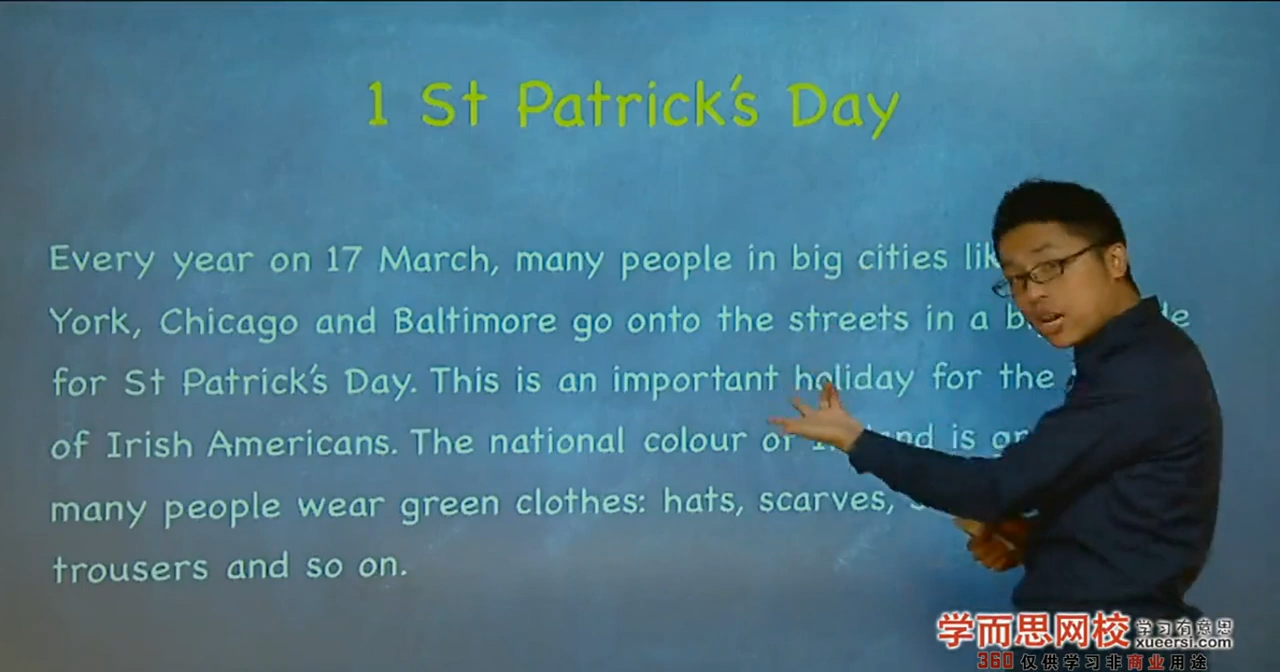 1 St Patrick's Day
Every year on 17 March, many people in big cities
York, Chicago and Baltimore go onto the streets in a
for St Patrick's Day. This is an important holiday for the
of Irish Americans. The national colour of is
many people wear green clothes: hats, scarves,
trousers and so on.
学而思网校 学习有意思
xueersi.com
360 仅供学习非商业用途